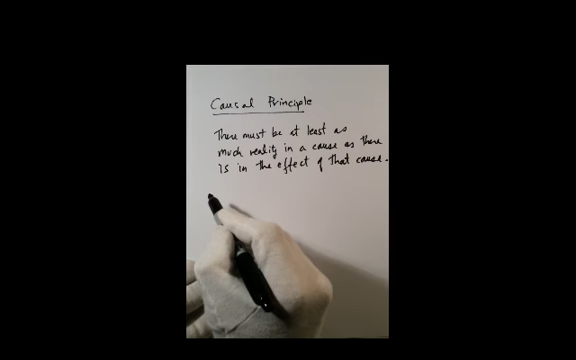 Causal Principle
There must be at least as
much reality in a cause as there
is in the effect of that cause.